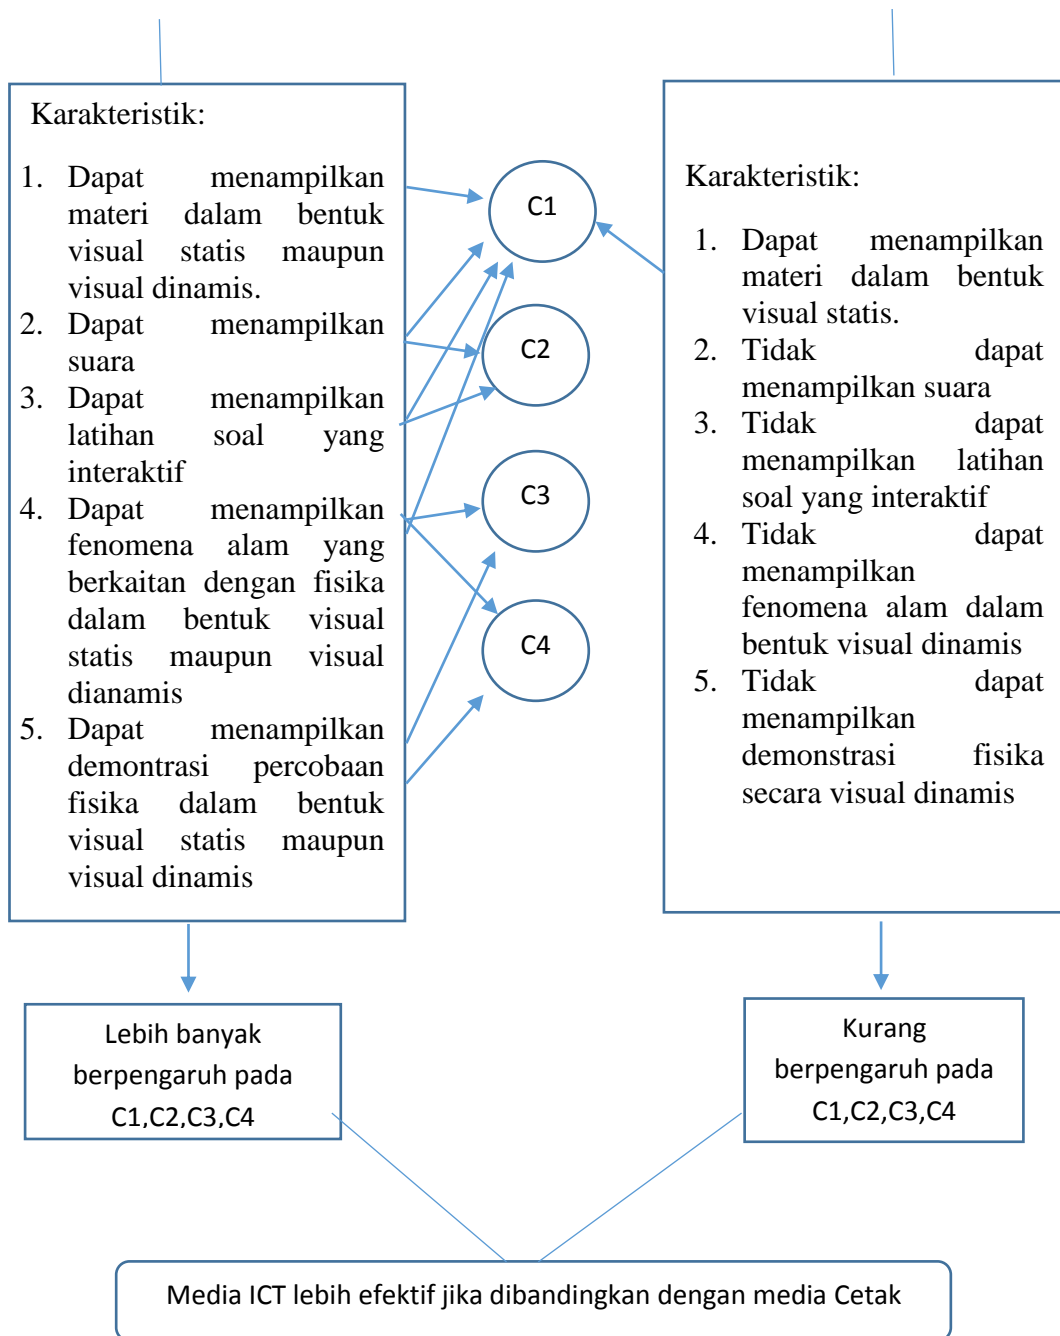 Karakteristik:
1. Dapat menampilkan
materi dalam bentuk
visual statis maupun
visual dinamis.
2. Dapat menampilkan
suara
3. Dapat menampilkan
latihan soal yang
interaktif
4. Dapat menampilkan
fenomena alam yang
berkaitan dengan fisika
dalam bentuk visual
statis maupun visual
dianamis
5. Dapat menampilkan
demontrasi percobaan
fisika dalam bentuk
visual statis maupun
visual dinamis
C1
C2
C3
C4
Karakteristik:
1. Dapat menampilkan
materi dalam bentuk
visual statis.
2. Tidak dapat
menampilkan suara
3. Tidak dapat
menampilkan latihan
soal yang interaktif
4. Tidak dapat
menampilkan
fenomena alam dalam
bentuk visual dinamis
5. Tidak dapat
menampilkan
demonstrasi fisika
secara visual dinamis
Lebih banyak
berpengaruh pada
C1,C2,C3,C4
Kurang
berpengaruh pada
C1,C2,C3,C4
Media ICT lebih efektif jika dibandingkan dengan media Cetak